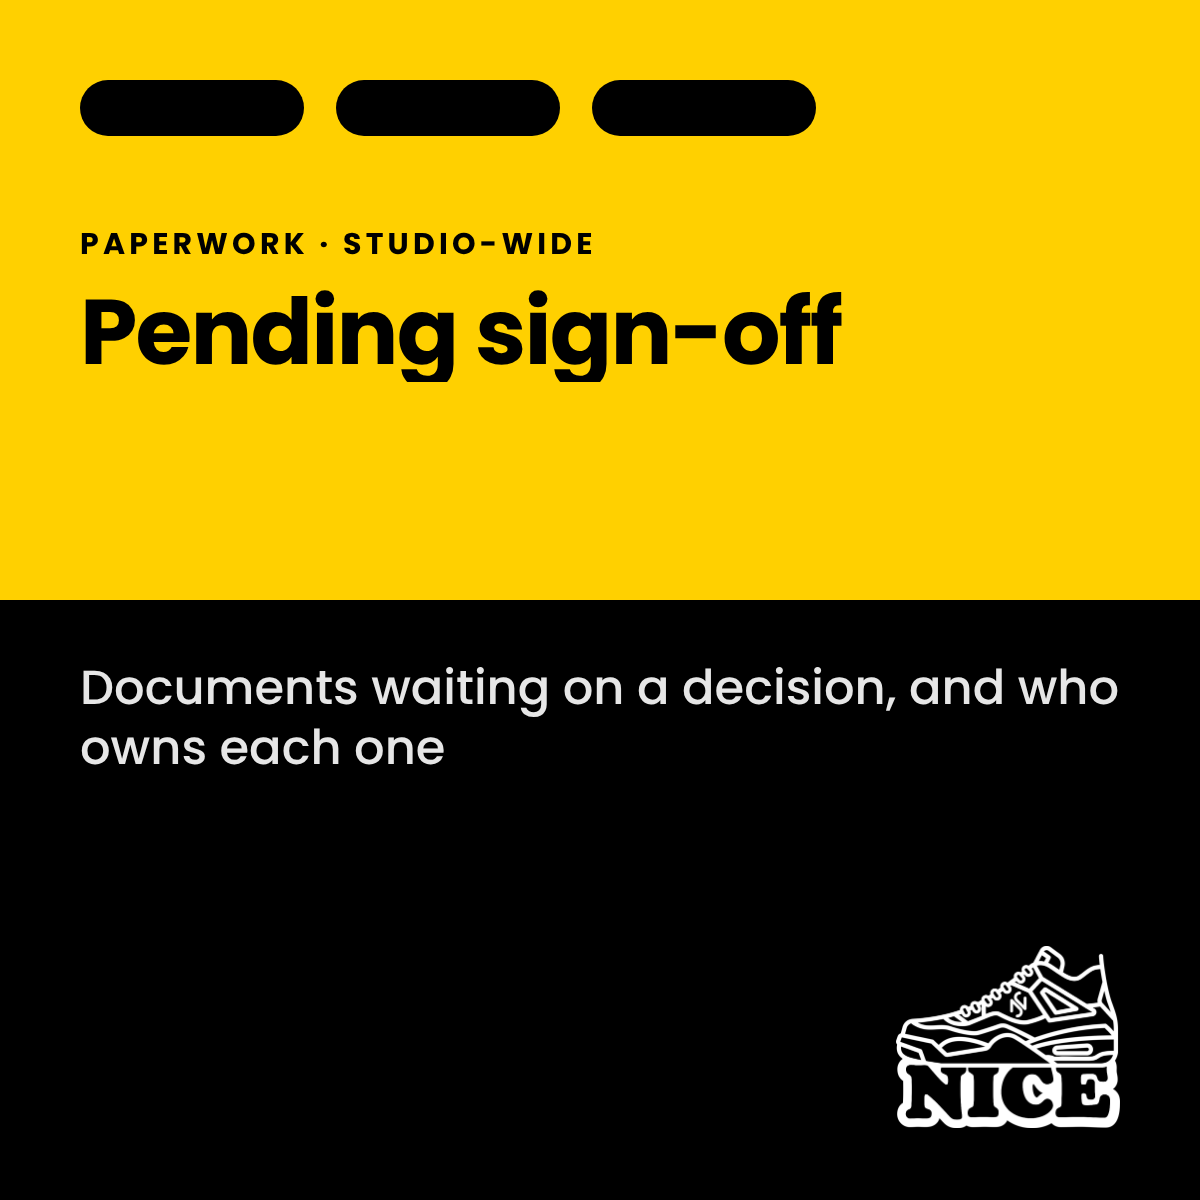 PAPERWORK · STUDIO-WIDE
Pending sign-off
Documents waiting on a decision, and who
owns each one
NICE